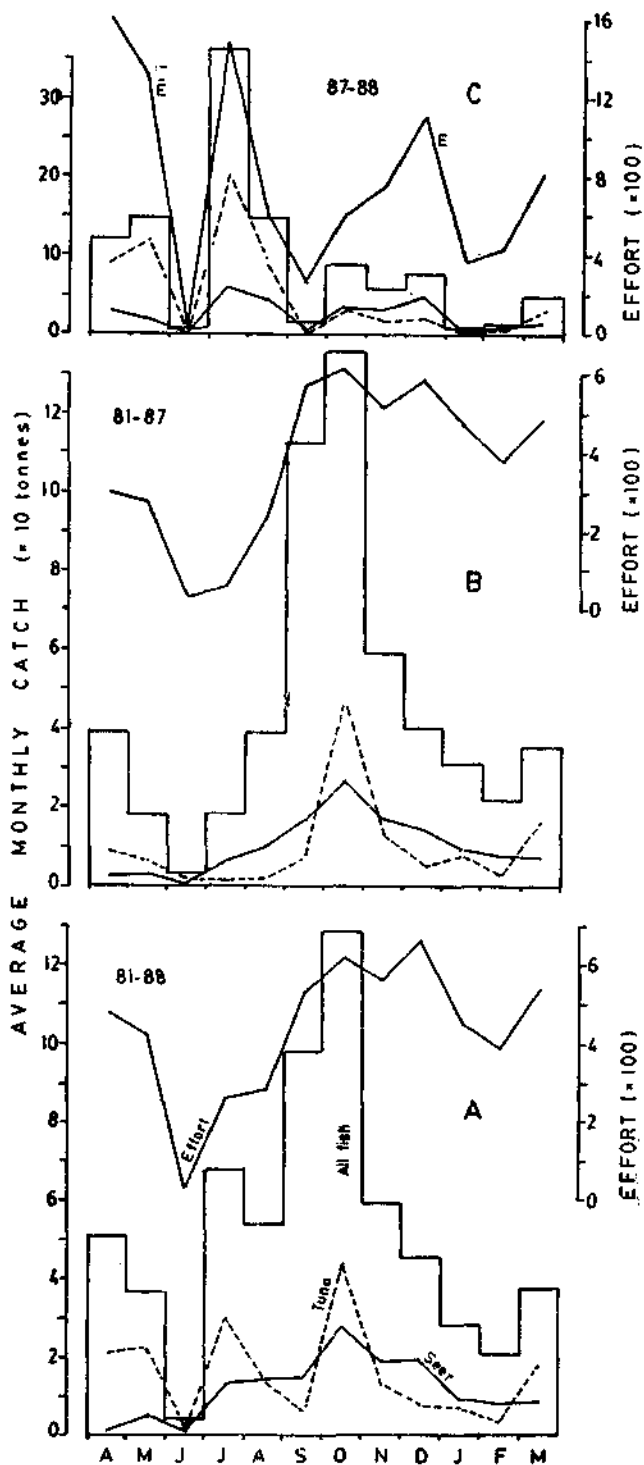 87-88
C
E
E
30
20
10
0
16
12
8
4
0
EFFORT (×100)
81-87
B
12
10
8
6
4
2
0
6
4
2
0
EFFORT (×100)
AVERAGE MONTHLY CATCH (× 10 tonnes)
81-88
A
Effort
All fish
Tuna
Seer
12
10
8
6
4
2
0
6
4
2
0
EFFORT (×100)
A M J J A S O N D J F M